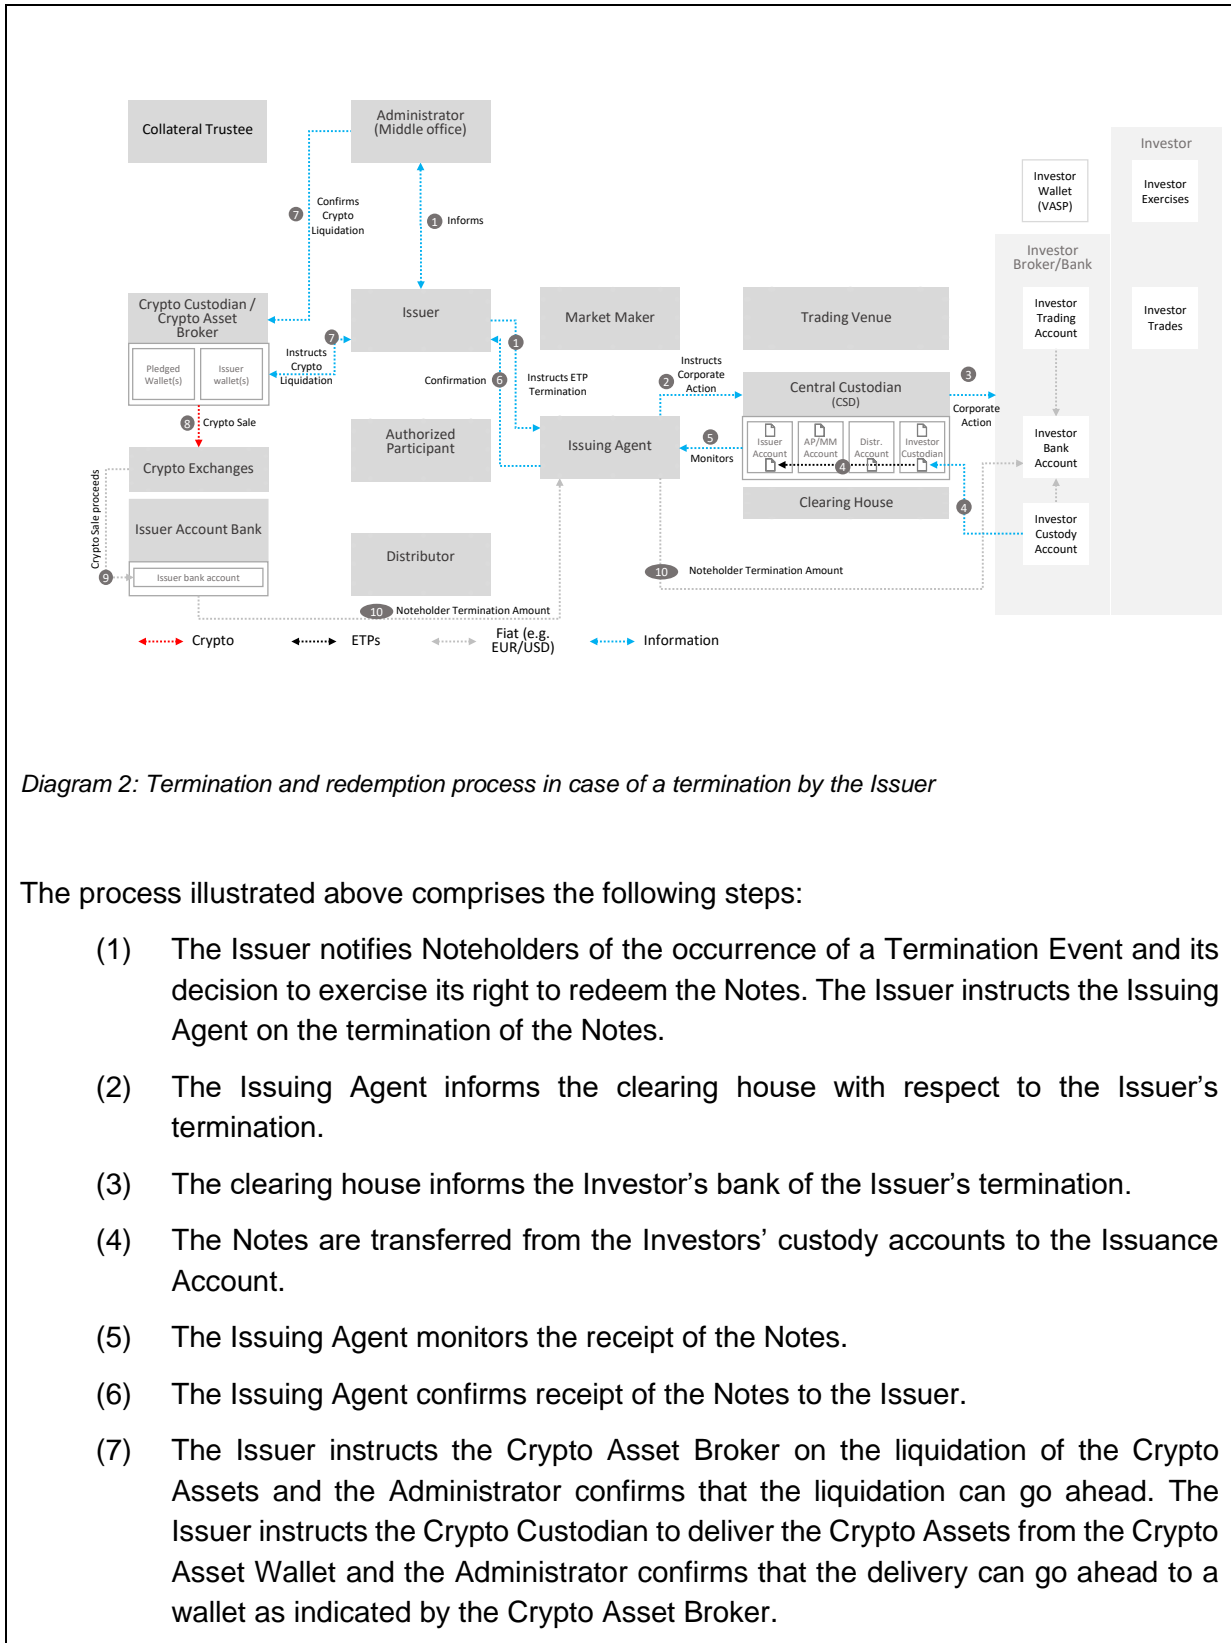 Collateral Trustee
Administrator
(Middle office)
Investor
Investor
Wallet
(VASP)
Investor
Exercises
7
Confirms
Crypto
Liquidation
1 Informs
Investor
Broker/Bank
Crypto Custodian /
Crypto Asset
Broker
Issuer
Market Maker
Trading Venue
Investor
Trading
Account
Investor
Trades
Pledged
Wallet(s)
Issuer
wallet(s)
7
Instructs
Crypto
Liquidation
1
Confirmation 6
Instructs ETP
Termination
2
Instructs
Corporate
Action
Central Custodian
(CSD)
3
Corporate
Action
8 Crypto Sale
Authorized
Participant
Issuing Agent
5
Monitors
Issuer
Account
AP/MM
Account
Distr.
Account
Investor
Custodian
4
Investor
Bank
Account
Crypto Exchanges
Crypto Sale proceeds
Clearing House
4
Issuer Account Bank
Investor
Custody
Account
Distributor
9
Issuer bank account
10 Noteholder Termination Amount
10 Noteholder Termination Amount
Crypto
ETPs
Fiat (e.g.
EUR/USD)
Information
Diagram 2: Termination and redemption process in case of a termination by the Issuer
The process illustrated above comprises the following steps:
(1) The Issuer notifies Noteholders of the occurrence of a Termination Event and its
decision to exercise its right to redeem the Notes. The Issuer instructs the Issuing
Agent on the termination of the Notes.
(2) The Issuing Agent informs the clearing house with respect to the Issuer’s
termination.
(3) The clearing house informs the Investor’s bank of the Issuer’s termination.
(4) The Notes are transferred from the Investors’ custody accounts to the Issuance
Account.
(5) The Issuing Agent monitors the receipt of the Notes.
(6) The Issuing Agent confirms receipt of the Notes to the Issuer.
(7) The Issuer instructs the Crypto Asset Broker on the liquidation of the Crypto
Assets and the Administrator confirms that the liquidation can go ahead. The
Issuer instructs the Crypto Custodian to deliver the Crypto Assets from the Crypto
Asset Wallet and the Administrator confirms that the delivery can go ahead to a
wallet as indicated by the Crypto Asset Broker.